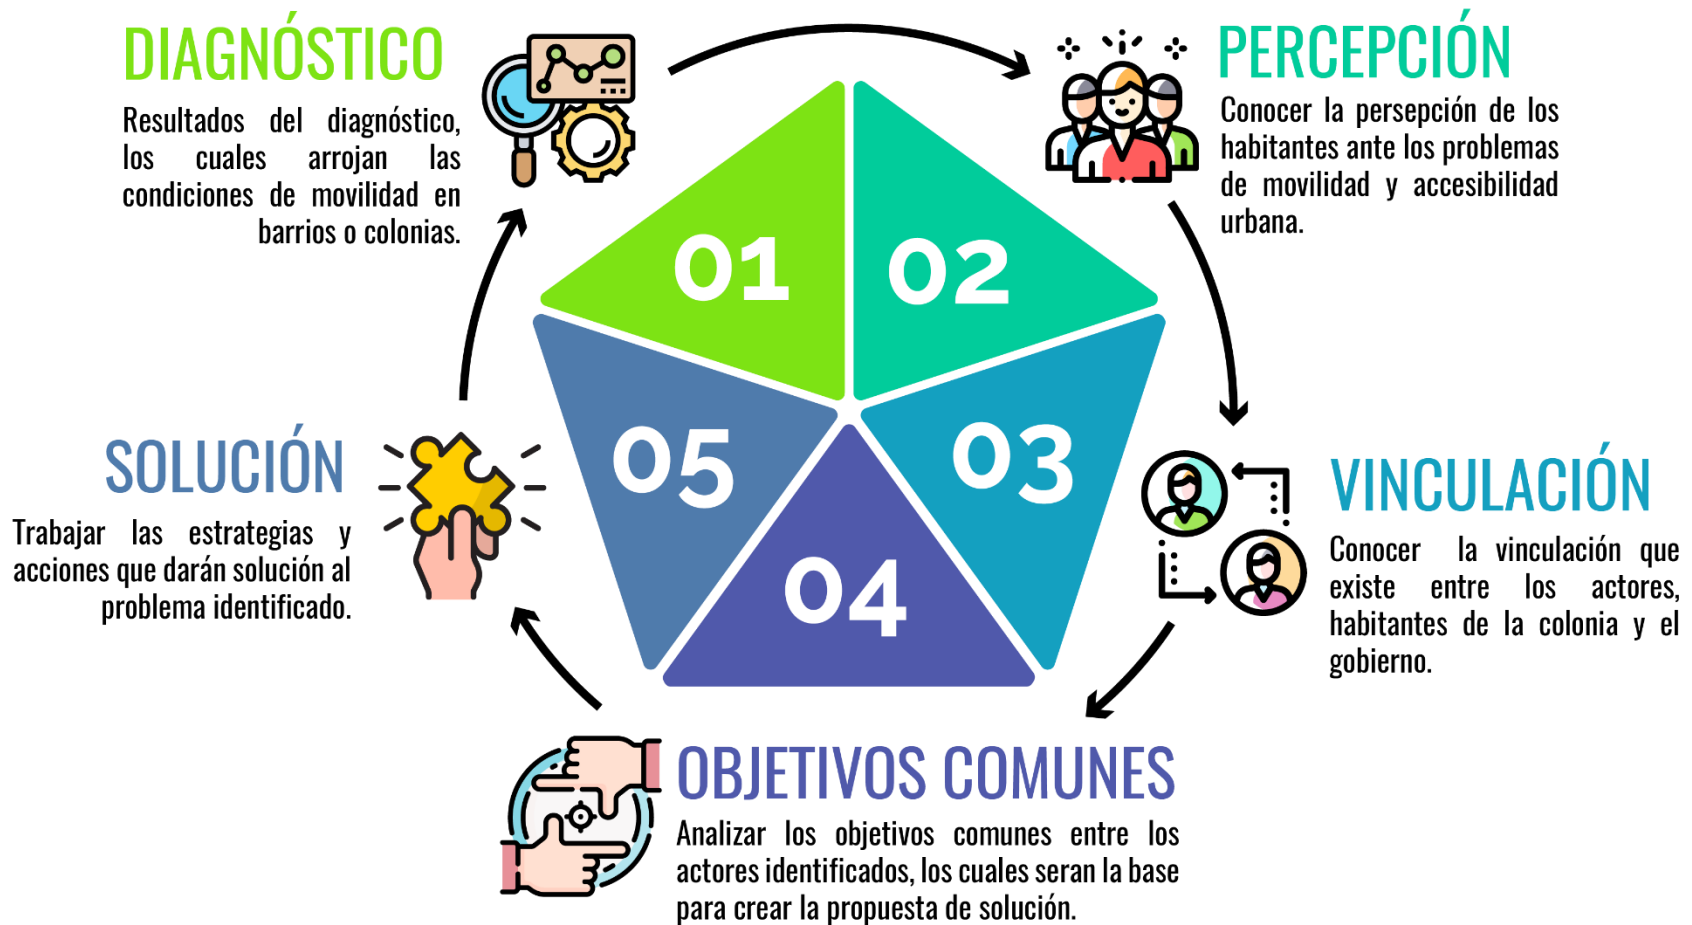 DIAGNÓSTICO
Resultados del diagnóstico,
los cuales arrojan las
condiciones de movilidad en
barrios o colonias.
PERCEPCIÓN
Conocer la persepción de los
habitantes ante los problemas
de movilidad y accesibilidad
urbana.
01
02
03
04
05
VINCULACIÓN
Conocer la vinculación que
existe entre los actores,
habitantes de la colonia y el
gobierno.
OBJETIVOS COMUNES
Analizar los objetivos comunes entre los
actores identificados, los cuales seran la base
para crear la propuesta de solución.
SOLUCIÓN
Trabajar las estrategias y
acciones que darán solución al
problema identificado.